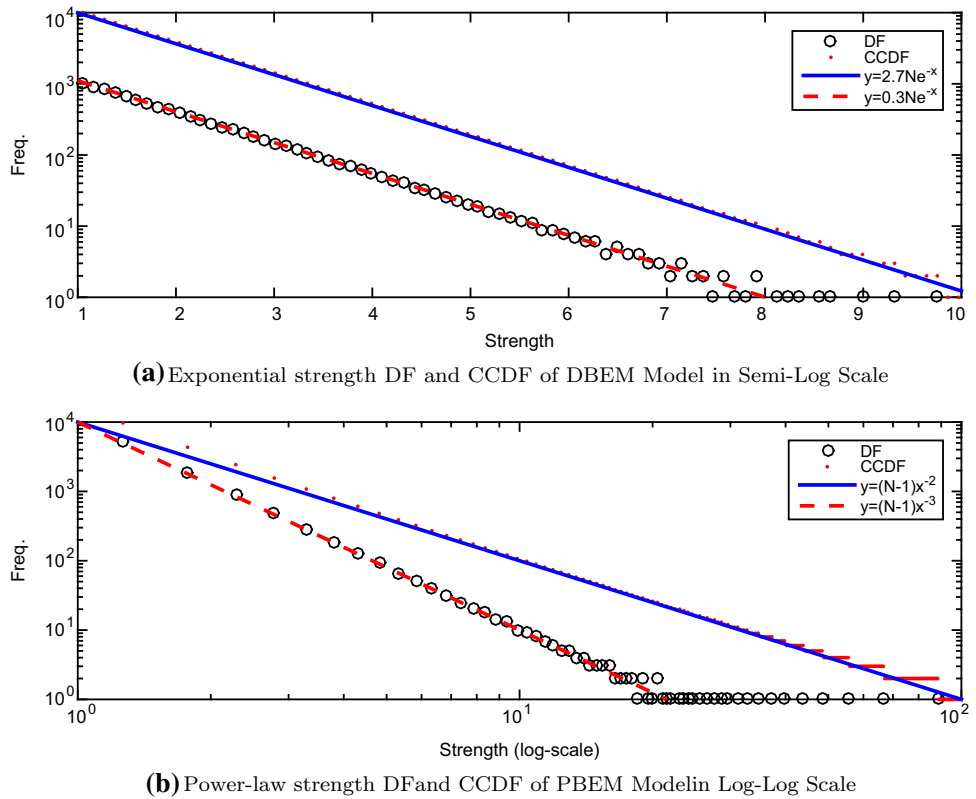 10^4
10^3
10^2
10^1
10^0
Freq.
DF
CCDF
y=2.7Ne^-x
y=0.3Ne^-x
1 2 3 4 5 6 7 8 9 10
Strength
(a) Exponential strength DF and CCDF of DBEM Model in Semi-Log Scale
10^4
10^3
10^2
10^1
10^0
Freq.
DF
CCDF
y=(N-1)x^-2
y=(N-1)x^-3
10^0 10^1 10^2
Strength (log-scale)
(b) Power-law strength DFand CCDF of PBEM Modelin Log-Log Scale